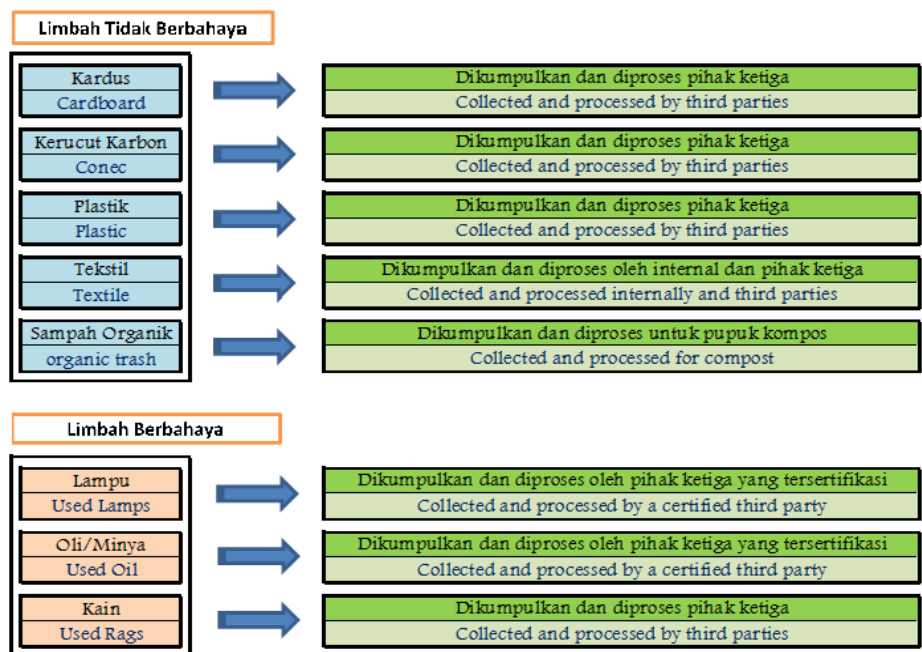 Limbah Tidak Berbahaya
Kardus
Cardboard
Dikumpulkan dan diproses pihak ketiga
Collected and processed by third parties
Kerucut Karbon
Conec
Dikumpulkan dan diproses pihak ketiga
Collected and processed by third parties
Plastik
Plastic
Dikumpulkan dan diproses pihak ketiga
Collected and processed by third parties
Tekstil
Textile
Dikumpulkan dan diproses oleh internal dan pihak ketiga
Collected and processed internally and third parties
Sampah Organik
organic trash
Dikumpulkan dan diproses untuk pupuk kompos
Collected and processed for compost
Limbah Berbahaya
Lampu
Used Lamps
Dikumpulkan dan diproses oleh pihak ketiga yang tersertifikasi
Collected and processed by a certified third party
Oli/Minya
Used Oil
Dikumpulkan dan diproses oleh pihak ketiga yang tersertifikasi
Collected and processed by a certified third party
Kain
Used Rags
Dikumpulkan dan diproses pihak ketiga
Collected and processed by third parties